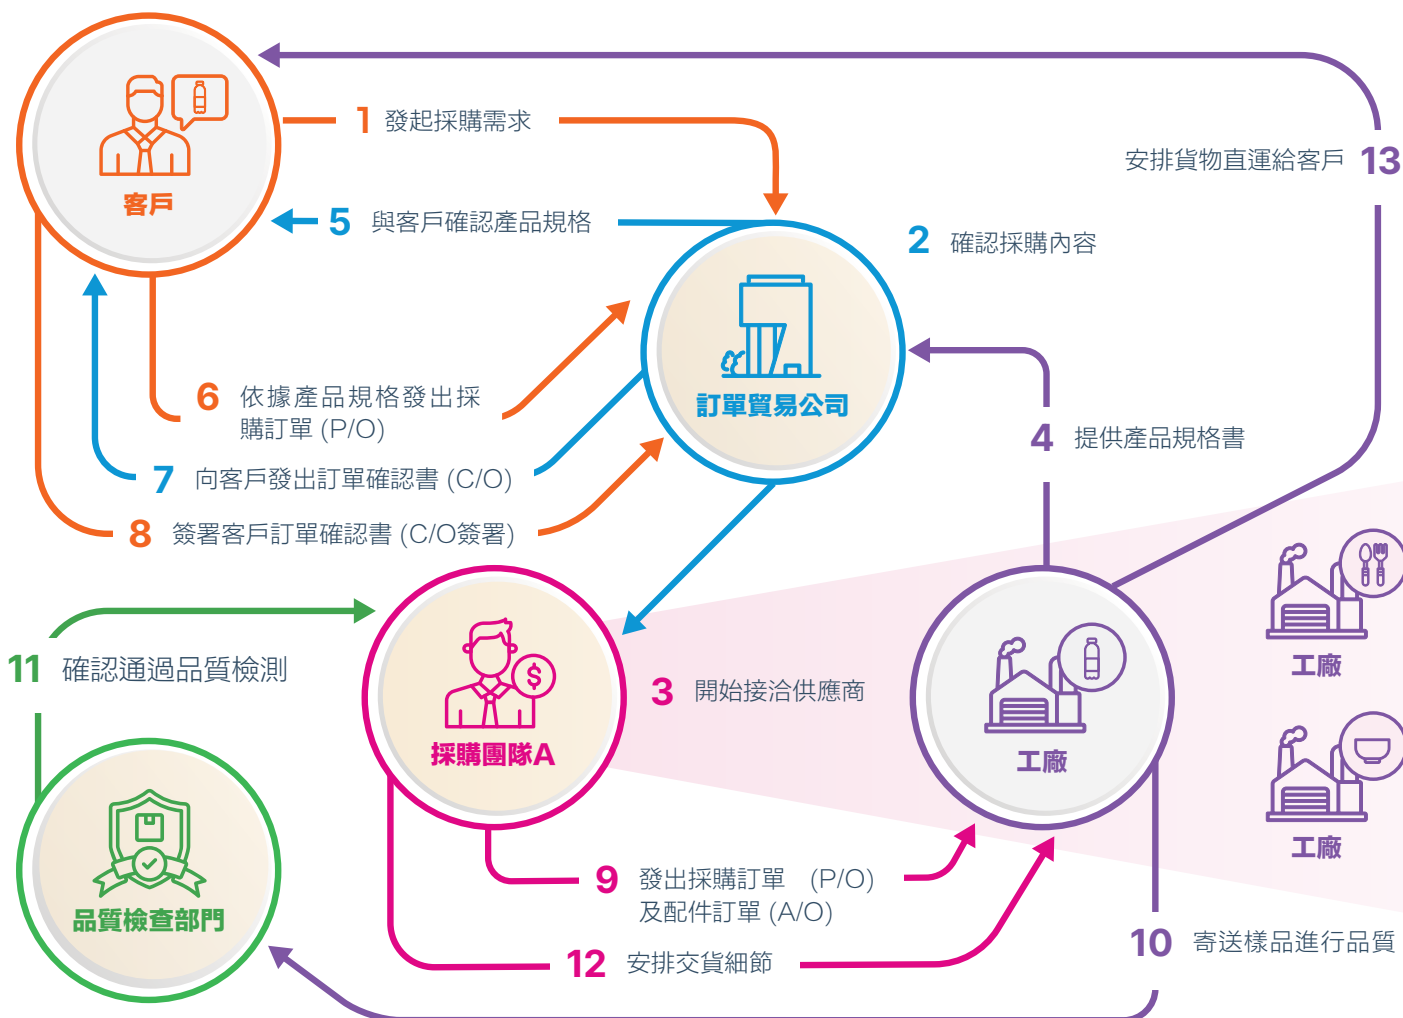 1 發起採購需求
客戶
安排貨物直運給客戶 13
5 與客戶確認產品規格
2 確認採購內容
訂單貿易公司
6 依據產品規格發出採
購訂單 (P/O)
4 提供產品規格書
7 向客戶發出訂單確認書 (C/O)
8 簽署客戶訂單確認書 (C/O簽署)
11 確認通過品質檢測
$
採購團隊A
3 開始接洽供應商
工廠
工廠
工廠
品質檢查部門
9 發出採購訂單 (P/O)
及配件訂單 (A/O)
12 安排交貨細節
10 寄送樣品進行品質